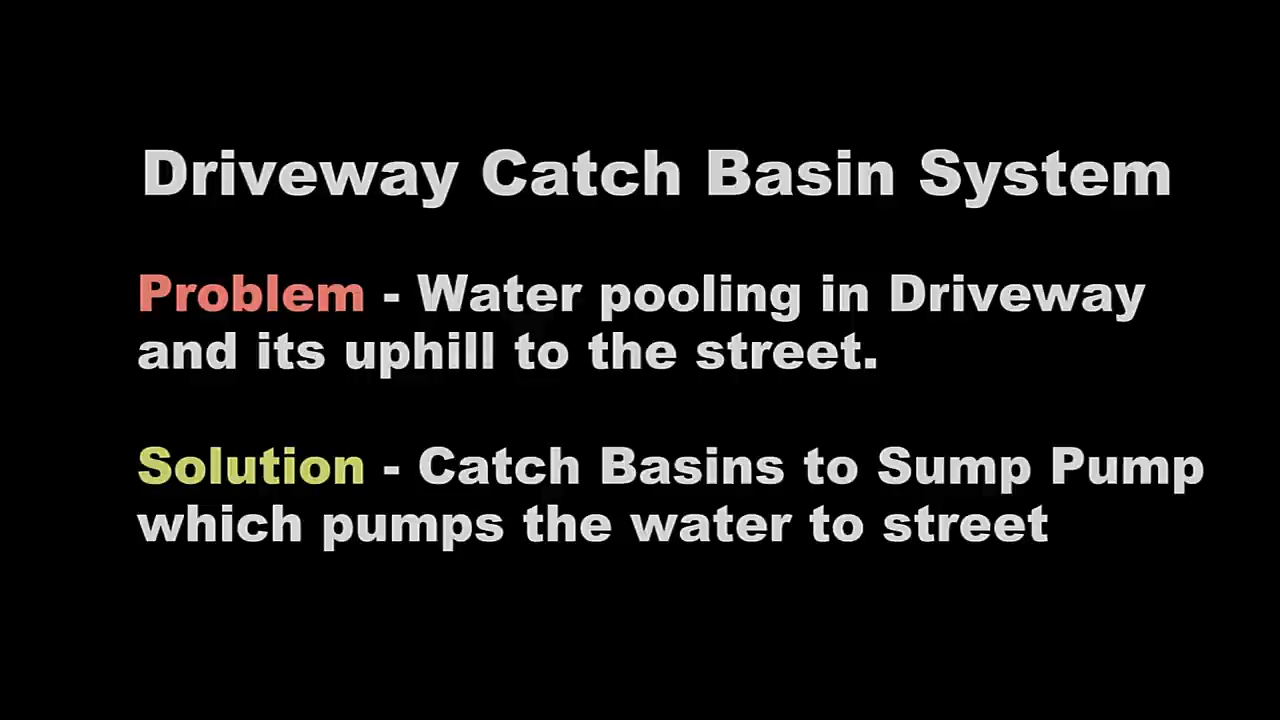 Driveway Catch Basin System
Problem - Water pooling in Driveway
and its uphill to the street.
Solution - Catch Basins to Sump Pump
which pumps the water to street